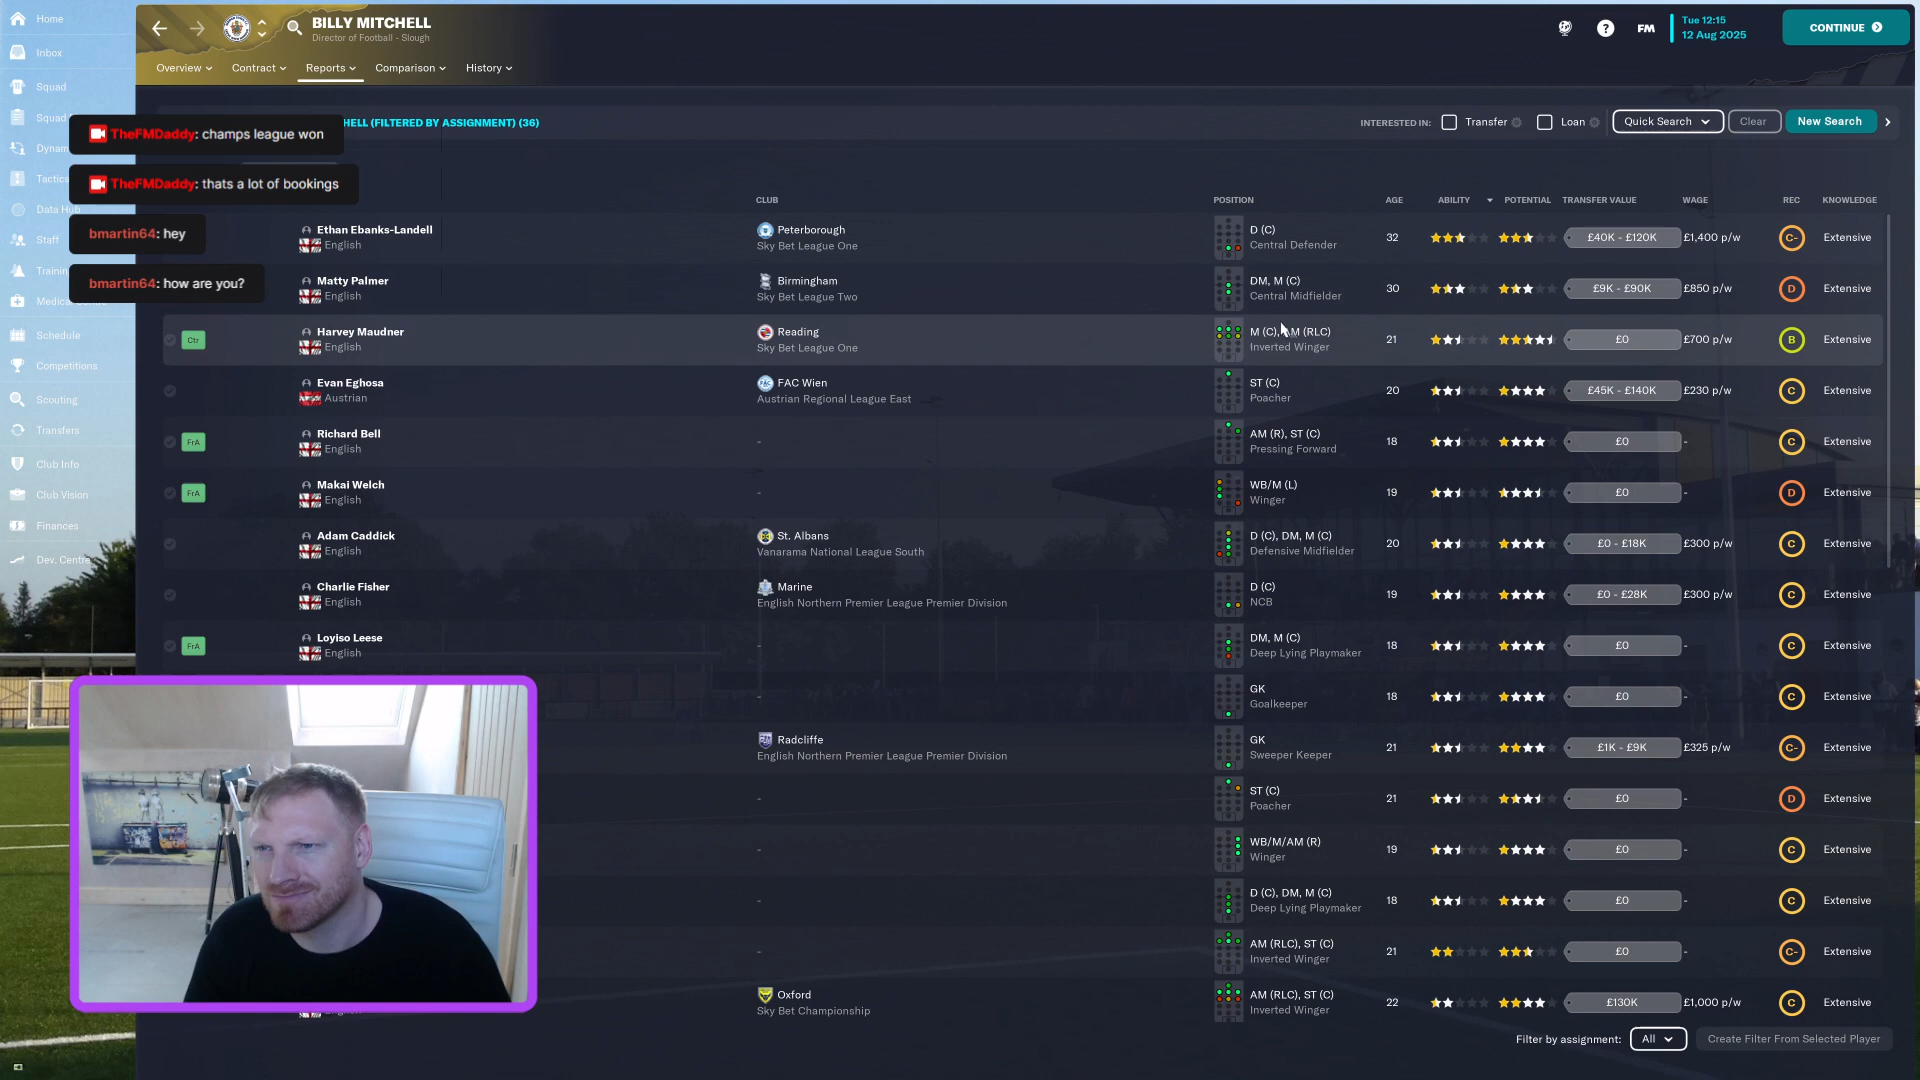 Home
Inbox
Squad
Squad
Dynam
Tactics
Data Hub
Staff
Trainin
Medical
Schedule
Competitions
Scouting
Transfers
Club Info
Club Vision
Finances
Dev. Centre
BILLY MITCHELL
Director of Football - Slough
FM
Tue 12:15
12 Aug 2025
CONTINUE
Overview
Contract
Reports
Comparison
History
TheFMDaddy: champs league won
TheFMDaddy: thats a lot of bookings
bmartin64: hey
bmartin64: how are you?
HELL (FILTERED BY ASSIGNMENT) (36)
INTERESTED IN:
Transfer
Loan
Quick Search
Clear
New Search
CLUB POSITION AGE ABILITY POTENTIAL TRANSFER VALUE WAGE REC KNOWLEDGE
Ethan Ebanks-Landell Peterborough D (C) 32 £40K - £120K £1,400 p/w C- Extensive
English Sky Bet League One Central Defender
Matty Palmer Birmingham DM, M (C) 30 £9K - £90K £850 p/w D Extensive
English Sky Bet League Two Central Midfielder
Ctr Harvey Maudner Reading M (C), AM (RLC) 21 £0 £700 p/w B Extensive
English Sky Bet League One Inverted Winger
Evan Eghosa FAC Wien ST (C) 20 £45K - £140K £230 p/w C Extensive
Austrian Austrian Regional League East Poacher
FrA Richard Bell - AM (R), ST (C) 18 £0 - C Extensive
English Pressing Forward
FrA Makai Welch - WB/M (L) 19 £0 - D Extensive
English Winger
Adam Caddick St. Albans D (C), DM, M (C) 20 £0 - £18K £300 p/w C Extensive
English Vanarama National League South Defensive Midfielder
Charlie Fisher Marine D (C) 19 £0 - £28K £300 p/w C Extensive
English English Northern Premier League Premier Division NCB
FrA Loyiso Leese - DM, M (C) 18 £0 - C Extensive
English Deep Lying Playmaker
- GK 18 £0 - C Extensive
Goalkeeper
Radcliffe GK 21 £1K - £9K £325 p/w C- Extensive
English Northern Premier League Premier Division Sweeper Keeper
- ST (C) 21 £0 - D Extensive
Poacher
- WB/M/AM (R) 19 £0 - C Extensive
Winger
- D (C), DM, M (C) 18 £0 - C Extensive
Deep Lying Playmaker
- AM (RLC), ST (C) 21 £0 - C- Extensive
Inverted Winger
Oxford AM (RLC), ST (C) 22 £130K £1,000 p/w C Extensive
English Sky Bet Championship Inverted Winger
Filter by assignment: All Create Filter From Selected Player